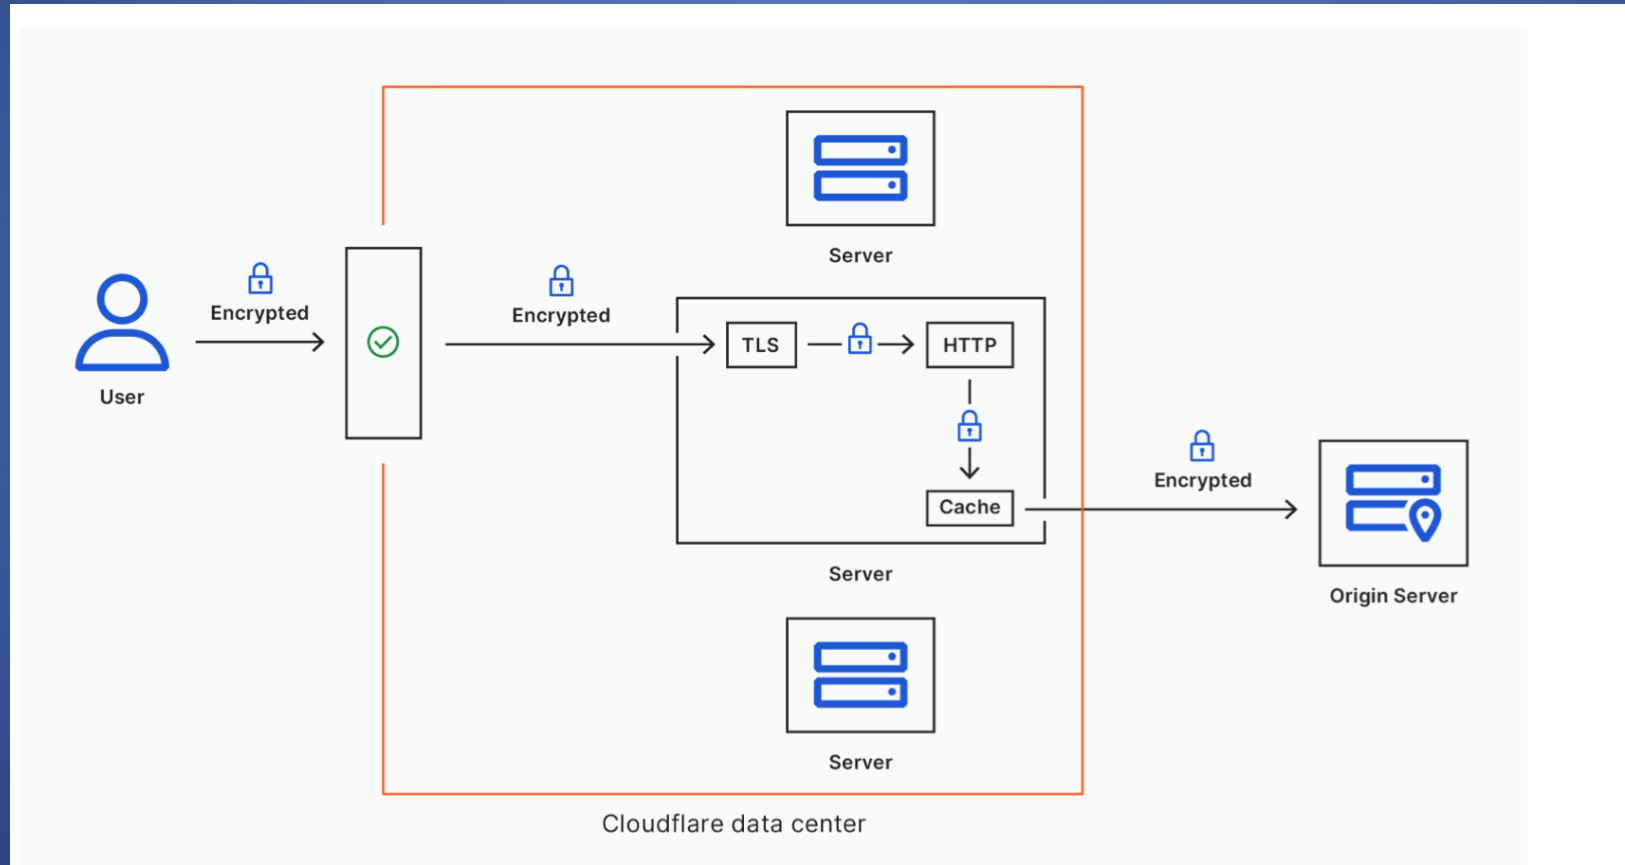 Server
Encrypted
Encrypted
TLS
HTTP
User
Encrypted
Cache
Server
Origin Server
Server
Cloudflare data center